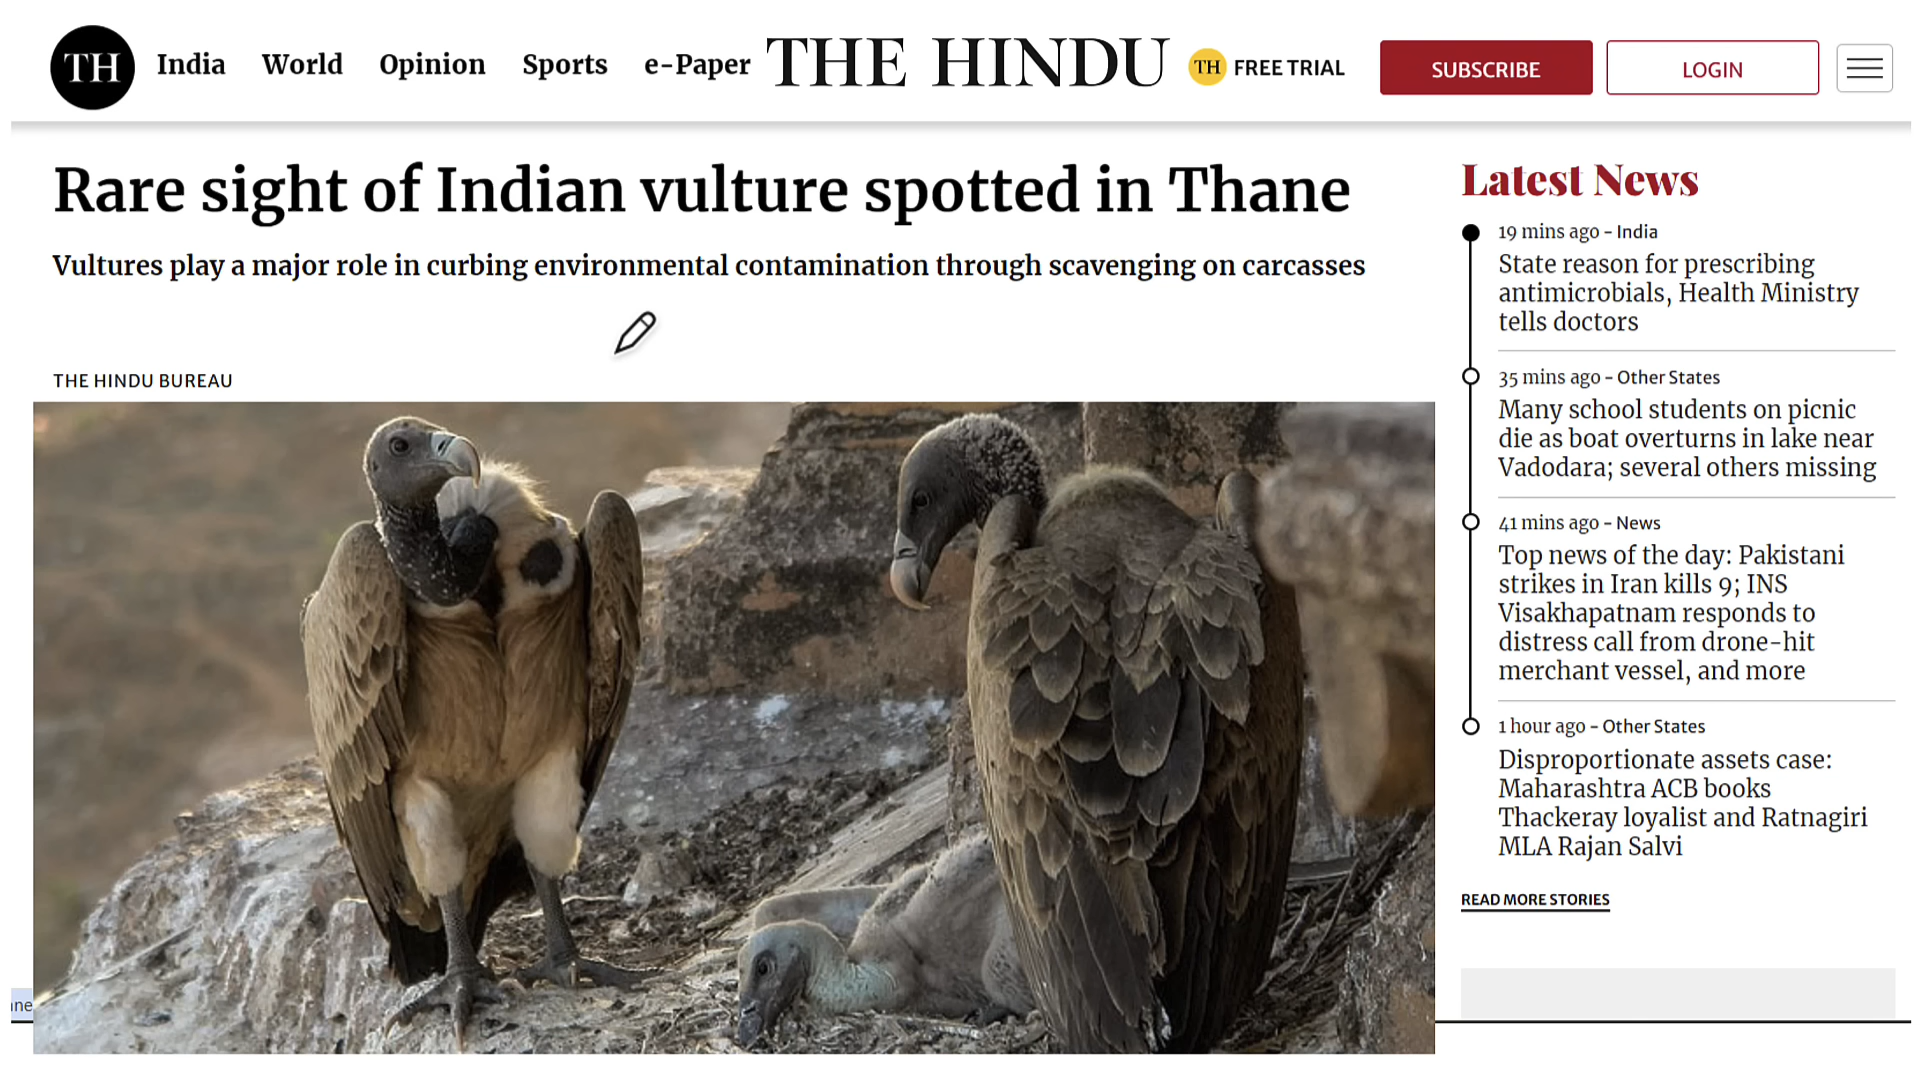 TH
India World Opinion Sports e-Paper
THE HINDU
TH FREE TRIAL
SUBSCRIBE
LOGIN
Rare sight of Indian vulture spotted in Thane
Vultures play a major role in curbing environmental contamination through scavenging on carcasses
THE HINDU BUREAU
Latest News
19 mins ago - India
State reason for prescribing
antimicrobials, Health Ministry
tells doctors
35 mins ago - Other States
Many school students on picnic
die as boat overturns in lake near
Vadodara; several others missing
41 mins ago - News
Top news of the day: Pakistani
strikes in Iran kills 9; INS
Visakhapatnam responds to
distress call from drone-hit
merchant vessel, and more
1 hour ago - Other States
Disproportionate assets case:
Maharashtra ACB books
Thackeray loyalist and Ratnagiri
MLA Rajan Salvi
READ MORE STORIES